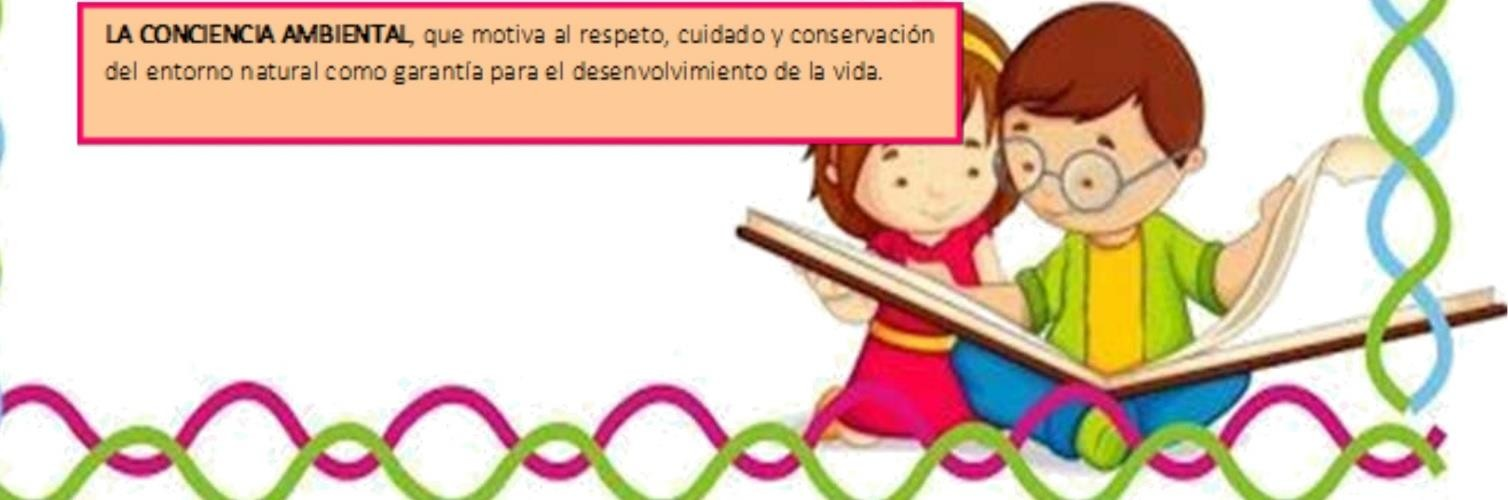 LA CONCIENCIA AMBIENTAL, que motiva al respeto, cuidado y conservación
del entorno natural como garantía para el desenvolvimiento de la vida.